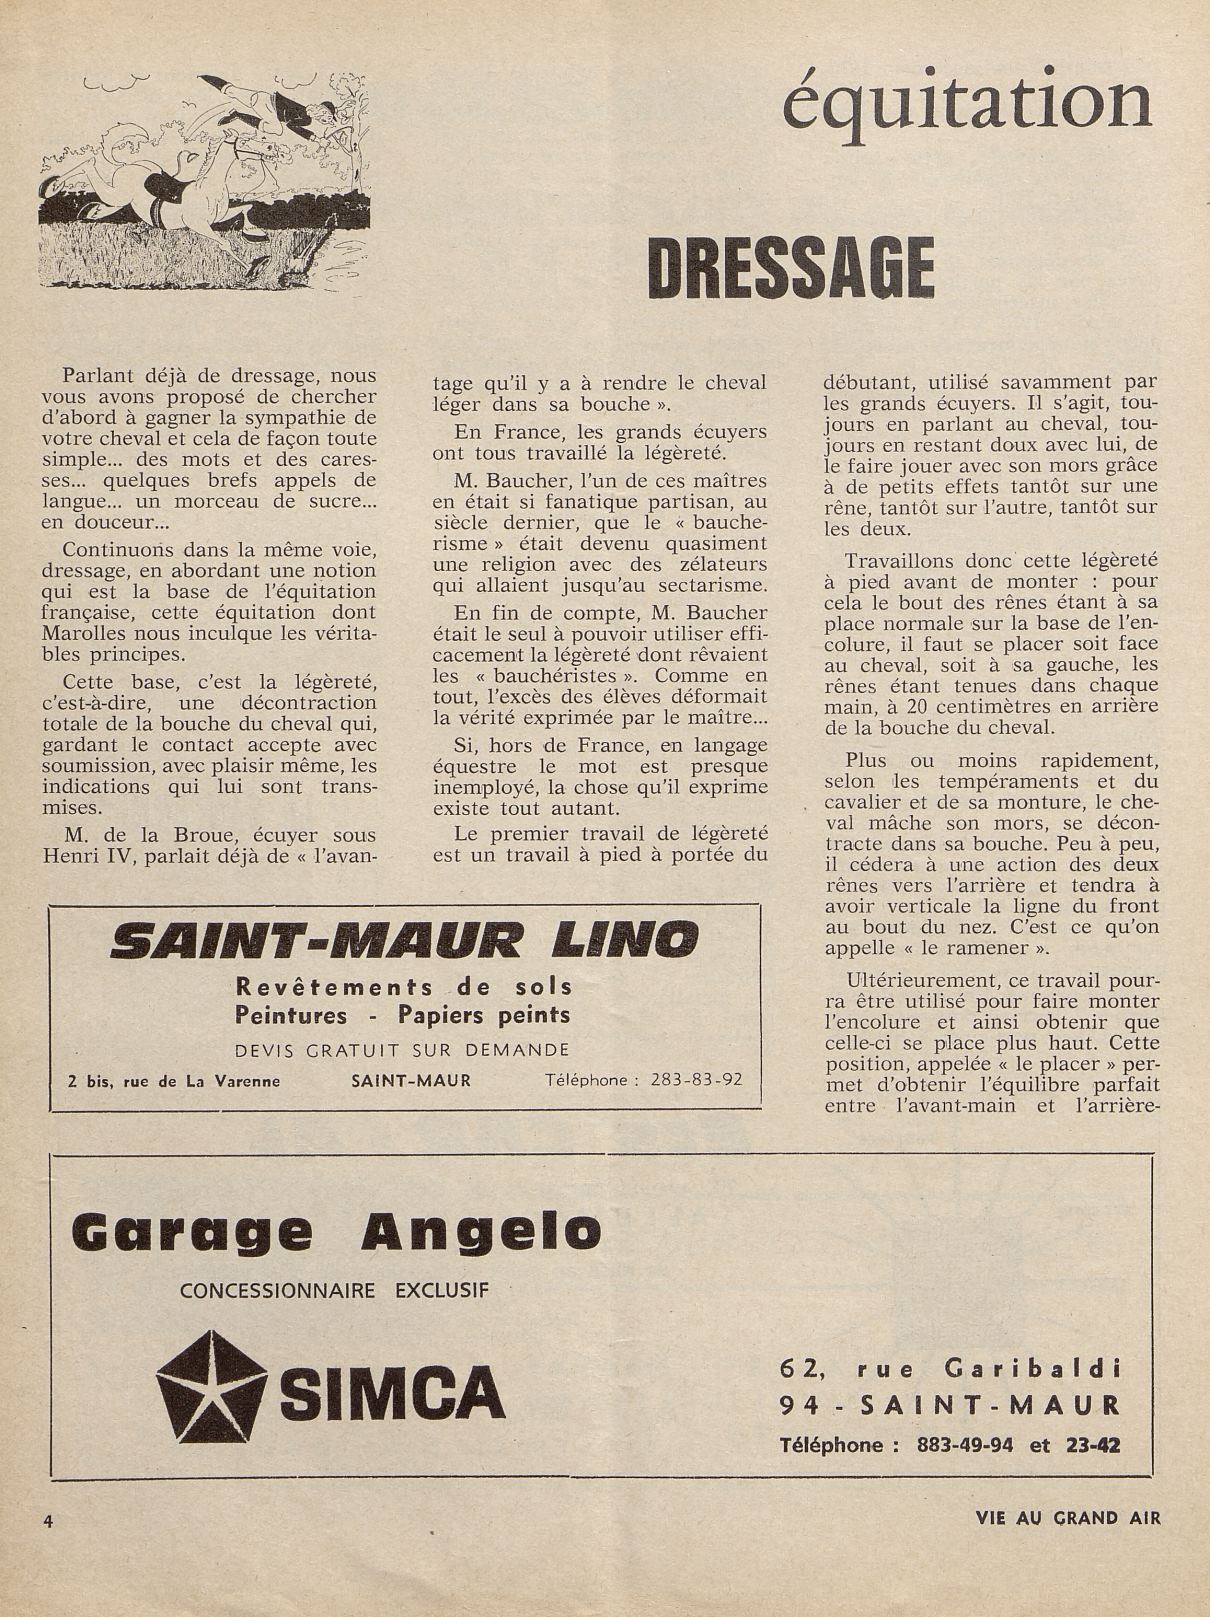 équitation
DRESSAGE
Parlant déjà de dressage, nous
vous avons proposé de chercher
d'abord à gagner la sympathie de
votre cheval et cela de façon toute
simple... des mots et des cares-
ses... quelques brefs appels de
langue... un morceau de sucre...
en douceur...
Continuons dans la même voie,
dressage, en abordant une notion
qui est la base de l'équitation
française, cette équitation dont
Marolles nous inculque les vérita-
bles principes.
Cette base, c'est la légèreté,
c'est-à-dire, une décontraction
totale de la bouche du cheval qui,
gardant le contact accepte avec
soumission, avec plaisir même, les
indications qui lui sont trans-
mises.
M. de la Broue, écuyer sous
Henri IV, parlait déjà de « l'avan-
tage qu'il y a à rendre le cheval
léger dans sa bouche ».
En France, les grands écuyers
ont tous travaillé la légèreté.
M. Baucher, l'un de ces maîtres
en était si fanatique partisan, au
siècle dernier, que le « bauche-
risme » était devenu quasiment
une religion avec des zélateurs
qui allaient jusqu'au sectarisme.
En fin de compte, M. Baucher
était le seul à pouvoir utiliser effi-
cacement la légèreté dont rêvaient
les « bauchéristes ». Comme en
tout, l'excès des élèves déformait
la vérité exprimée par le maître...
Si, hors de France, en langage
équestre le mot est presque
inemployé, la chose qu'il exprime
existe tout autant.
Le premier travail de légèreté
est un travail à pied à portée du
débutant, utilisé savamment par
les grands écuyers. Il s'agit, tou-
jours en parlant au cheval, tou-
jours en restant doux avec lui, de
le faire jouer avec son mors grâce
à de petits effets tantôt sur une
rêne, tantôt sur l'autre, tantôt sur
les deux.
Travaillons donc cette légèreté
à pied avant de monter : pour
cela le bout des rênes étant à sa
place normale sur la base de l'en-
colure, il faut se placer soit face
au cheval, soit à sa gauche, les
rênes étant tenues dans chaque
main, à 20 centimètres en arrière
de la bouche du cheval.
Plus ou moins rapidement,
selon les tempéraments et du
cavalier et de sa monture, le che-
val mâche son mors, se décon-
tracte dans sa bouche. Peu à peu,
il cédera à une action des deux
rênes vers l'arrière et tendra à
avoir verticale la ligne du front
au bout du nez. C'est ce qu'on
appelle « le ramener ».
Ultérieurement, ce travail pour-
ra être utilisé pour faire monter
l'encolure et ainsi obtenir que
celle-ci se place plus haut. Cette
position, appelée « le placer » per-
met d'obtenir l'équilibre parfait
entre l'avant-main et l'arrière-
SAINT-MAUR LINO
Revêtements de sols
Peintures - Papiers peints
DEVIS GRATUIT SUR DEMANDE
2 bis, rue de La Varenne SAINT-MAUR Téléphone : 283-83-92
Garage Angelo
CONCESSIONNAIRE EXCLUSIF
SIMCA
62, rue Garibaldi
94 - SAINT-MAUR
Téléphone : 883-49-94 et 23-42
4
VIE AU GRAND AIR